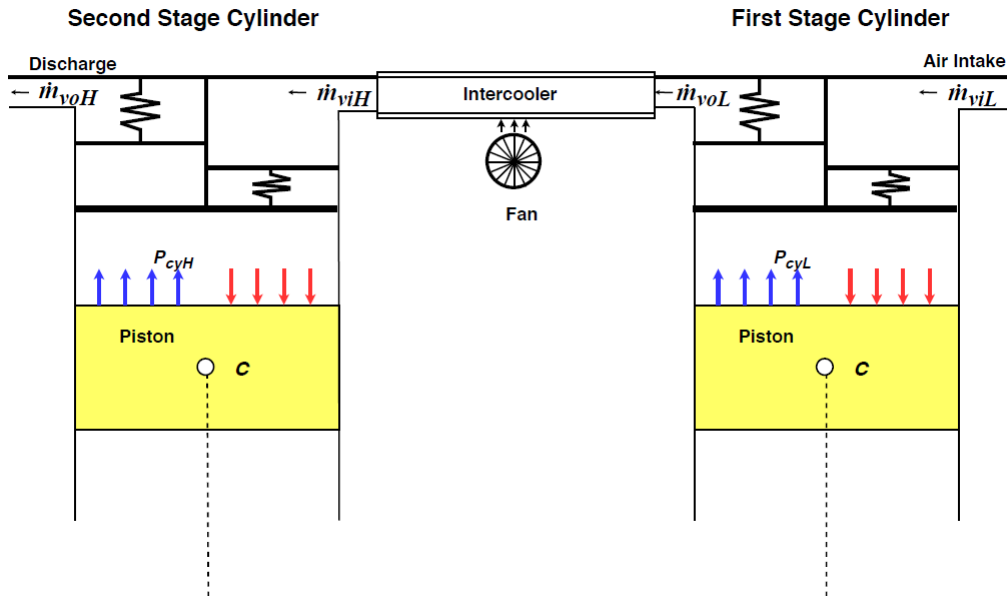 Second Stage Cylinder
First Stage Cylinder
Discharge
Air Intake
ṁvoH
ṁviH
Intercooler
ṁvoL
ṁviL
Fan
PcyH
PcyL
Piston
C
Piston
C